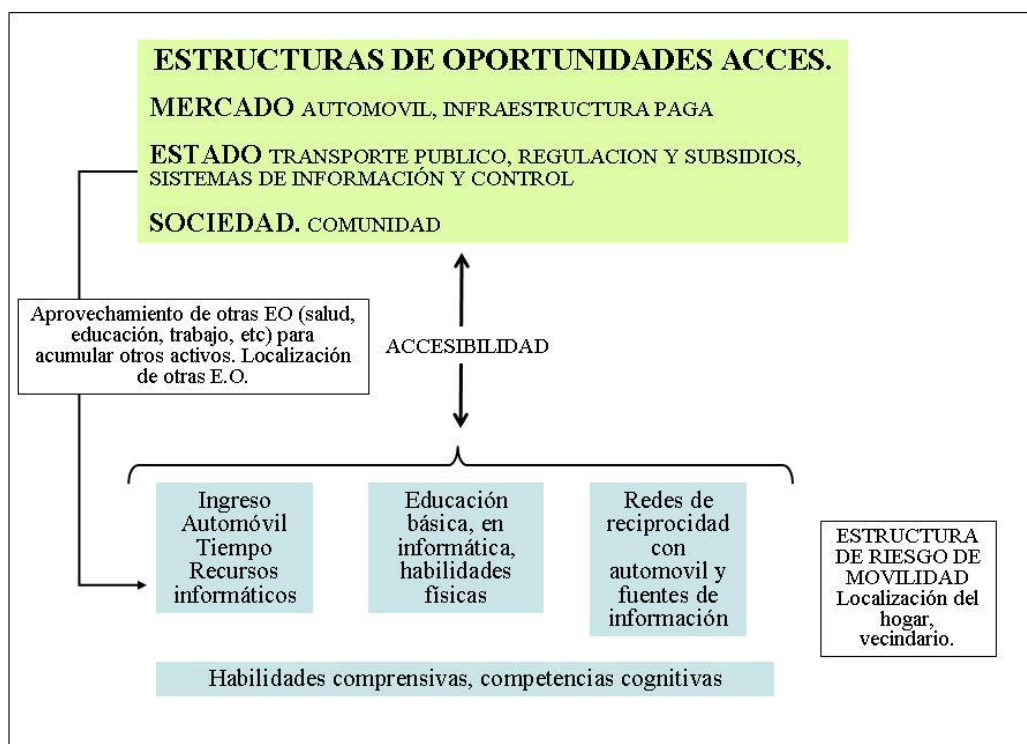 ESTRUCTURAS DE OPORTUNIDADES ACCES.
MERCADO AUTOMOVIL, INFRAESTRUCTURA PAGA
ESTADO TRANSPORTE PUBLICO, REGULACION Y SUBSIDIOS,
SISTEMAS DE INFORMACIÓN Y CONTROL
SOCIEDAD. COMUNIDAD
Aprovechamiento de otras EO (salud,
educación, trabajo, etc) para
acumular otros activos. Localización
de otras E.O.
ACCESIBILIDAD
Ingreso
Automóvil
Tiempo
Recursos
informáticos
Educación
básica, en
informática,
habilidades
físicas
Redes de
reciprocidad
con
automovil y
fuentes de
información
ESTRUCTURA
DE RIESGO DE
MOVILIDAD
Localización del
hogar,
vecindario.
Habilidades comprensivas, competencias cognitivas